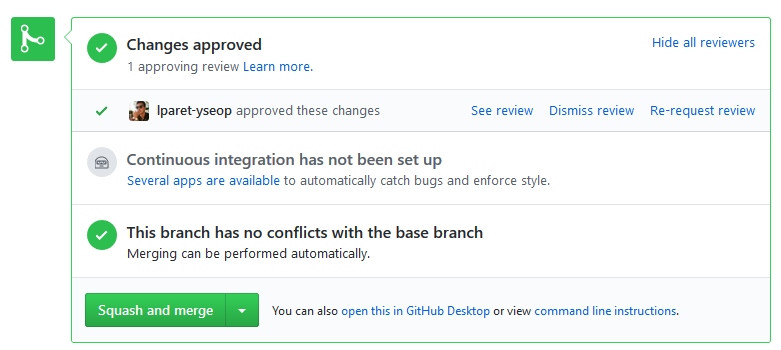 Changes approved
Hide all reviewers
1 approving review Learn more.
lparet-yseop approved these changes
See review Dismiss review Re-request review
Continuous integration has not been set up
Several apps are available to automatically catch bugs and enforce style.
This branch has no conflicts with the base branch
Merging can be performed automatically.
Squash and merge
You can also open this in GitHub Desktop or view command line instructions.